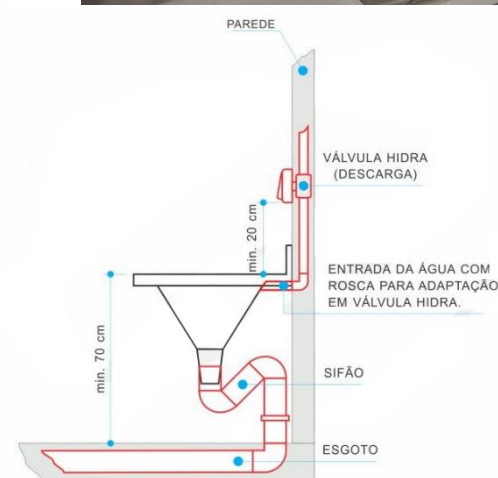 PAREDE
VÁLVULA HIDRA
(DESCARGA)
min. 20 cm
ENTRADA DA ÁGUA COM
ROSCA PARA ADAPTAÇÃO
EM VÁLVULA HIDRA.
min. 70 cm
SIFÃO
ESGOTO